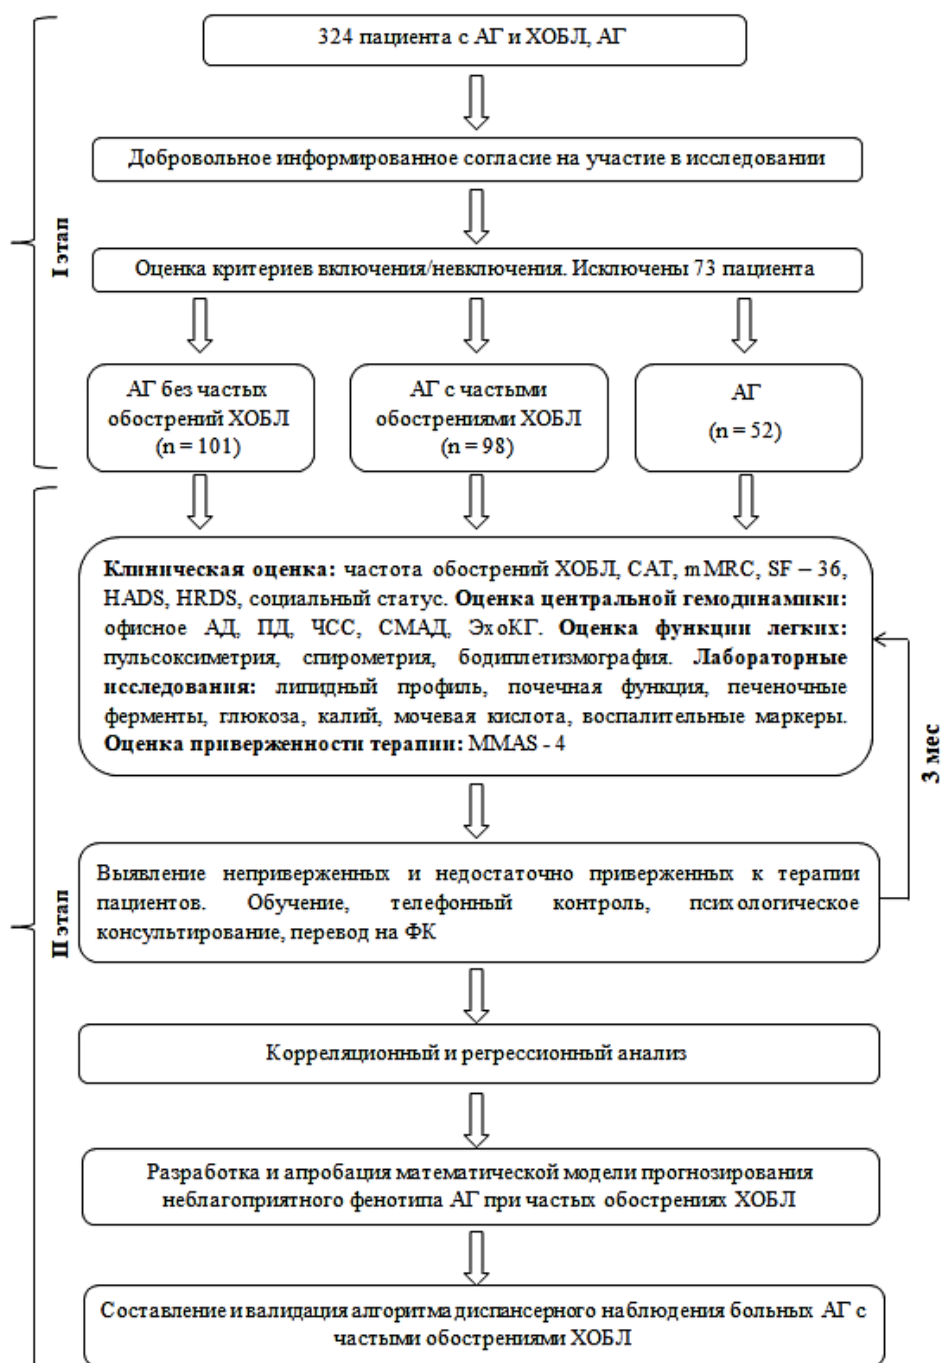 324 пациента с АГ и ХОБЛ, АГ
Добровольное информированное согласие на участие в исследовании
I этап
Оценка критериев включения/невключения. Исключены 73 пациента
АГ без частых
обострений ХОБЛ
(n = 101)
АГ с частыми
обострениями ХОБЛ
(n = 98)
АГ
(n = 52)
Клиническая оценка: частота обострений ХОБЛ, CAT, mMRC, SF – 36,
HADS, HRDS, социальный статус. Оценка центральной гемодинамики:
офисное АД, ПД, ЧСС, СМАД, ЭхоКГ. Оценка функции легких:
пульсоксиметрия, спирометрия, бодиплетизмография. Лабораторные
исследования: липидный профиль, почечная функция, печеночные
ферменты, глюкоза, калий, мочевая кислота, воспалительные маркеры.
Оценка приверженности терапии: MMAS - 4
3 мес
II этап
Выявление неприверженных и недостаточно приверженных к терапии
пациентов. Обучение, телефонный контроль, психологическое
консультирование, перевод на ФК
Корреляционный и регрессионный анализ
Разработка и апробация математической модели прогнозирования
неблагоприятного фенотипа АГ при частых обострениях ХОБЛ
Составление и валидация алгоритма диспансерного наблюдения больных АГ с
частыми обострениями ХОБЛ